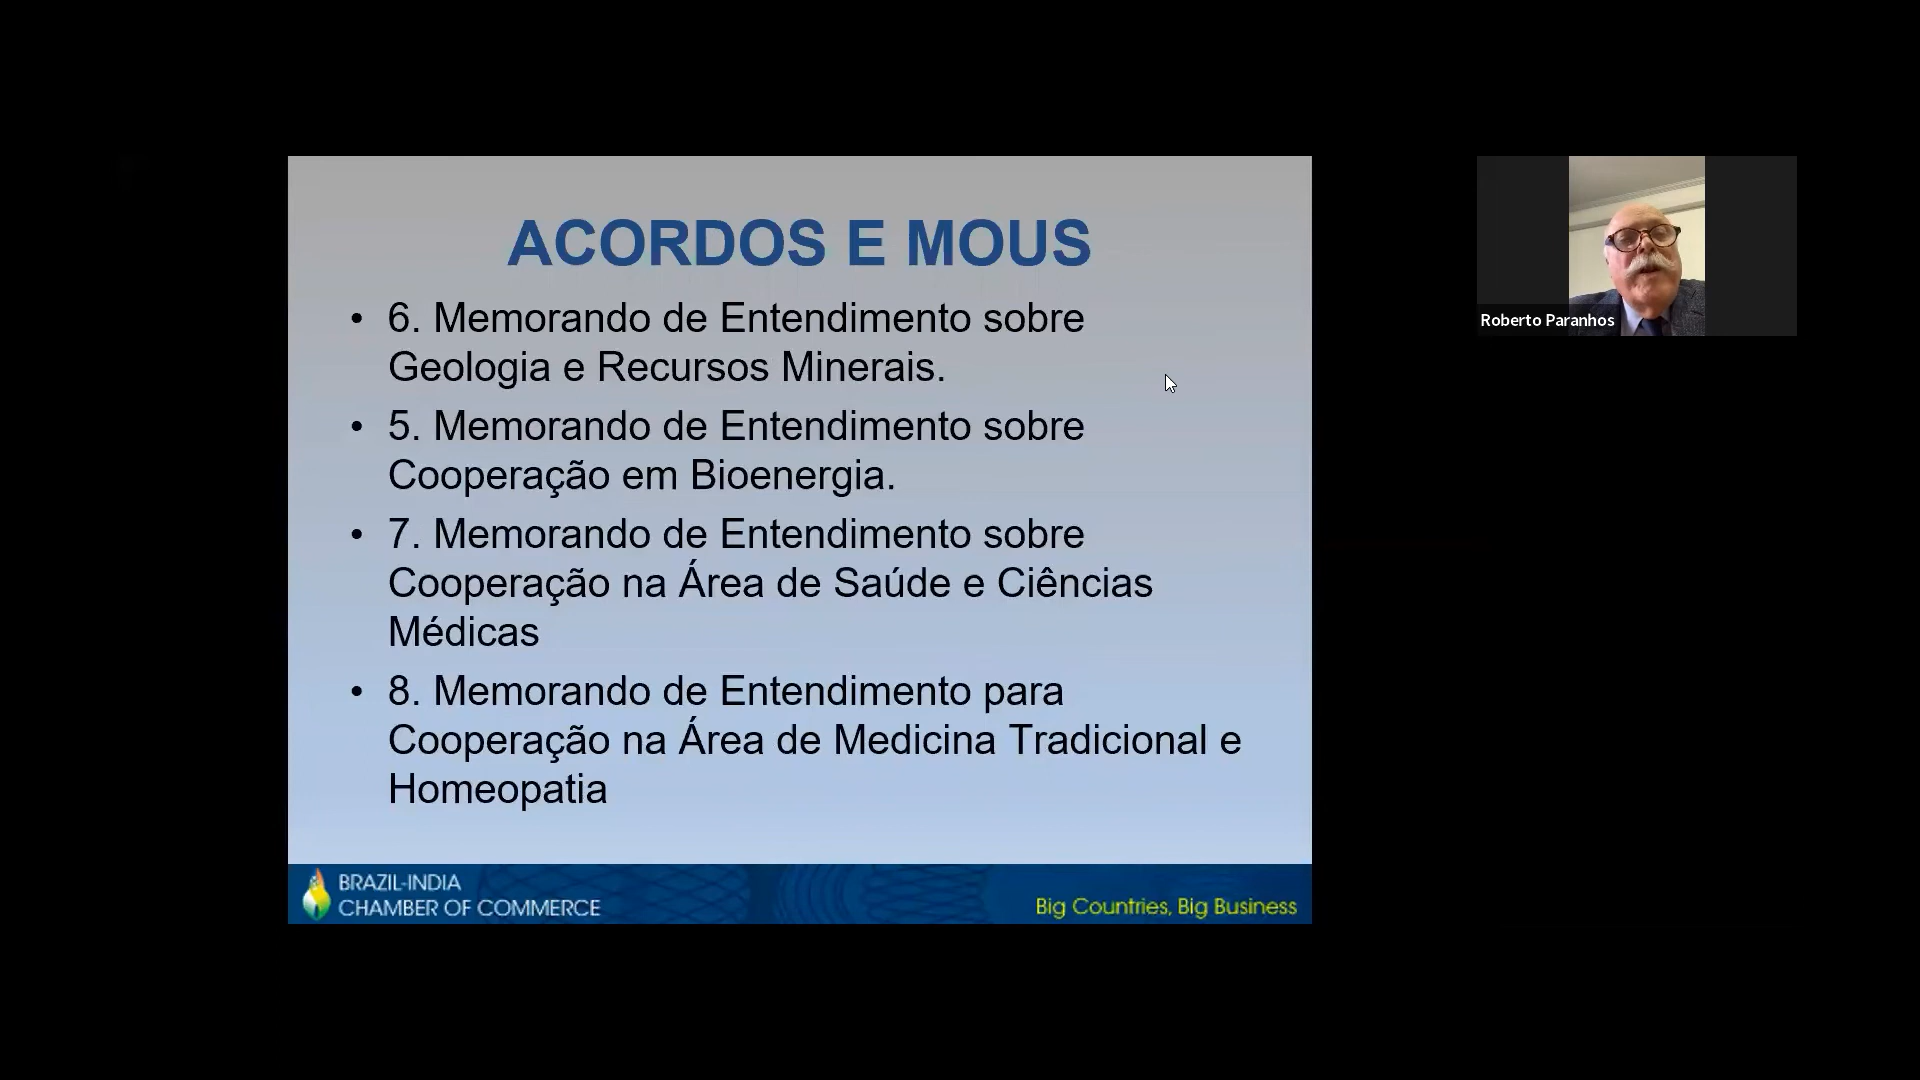 ACORDOS E MOUS
• 6. Memorando de Entendimento sobre
Geologia e Recursos Minerais.
• 5. Memorando de Entendimento sobre
Cooperação em Bioenergia.
• 7. Memorando de Entendimento sobre
Cooperação na Área de Saúde e Ciências
Médicas
• 8. Memorando de Entendimento para
Cooperação na Área de Medicina Tradicional e
Homeopatia
BRAZIL-INDIA
CHAMBER OF COMMERCE
Big Countries, Big Business
Roberto Paranhos